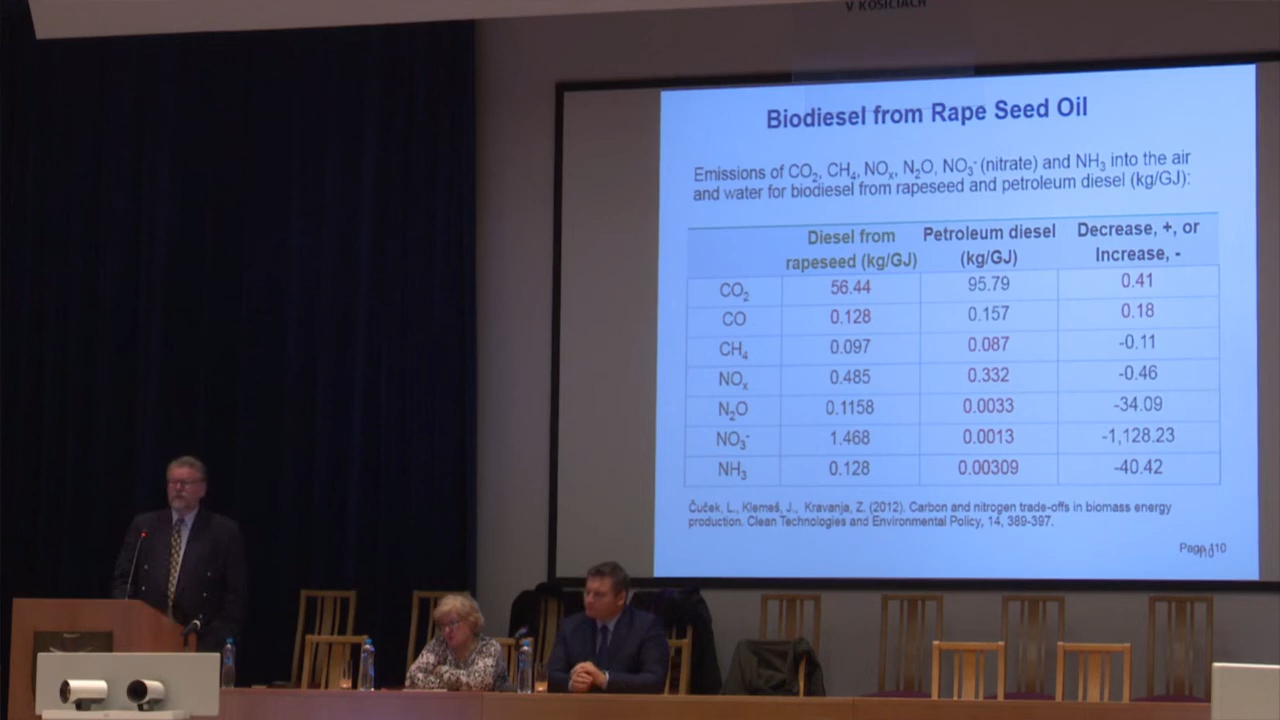 V KOŠICIACH
Biodiesel from Rape Seed Oil
Emissions of CO₂, CH₄, NOₓ, N₂O, NO₃⁻ (nitrate) and NH₃ into the air
and water for biodiesel from rapeseed and petroleum diesel (kg/GJ):
Diesel from rapeseed (kg/GJ) Petroleum diesel (kg/GJ) Decrease, +, or Increase, -
CO₂ 56.44 95.79 0.41
CO 0.128 0.157 0.18
CH₄ 0.097 0.087 -0.11
NOₓ 0.485 0.332 -0.46
N₂O 0.1158 0.0033 -34.09
NO₃⁻ 1.468 0.0013 -1,128.23
NH₃ 0.128 0.00309 -40.42
Čuček, L., Klemeš, J., Kravanja, Z. (2012). Carbon and nitrogen trade-offs in biomass energy
production. Clean Technologies and Environmental Policy, 14, 389-397.